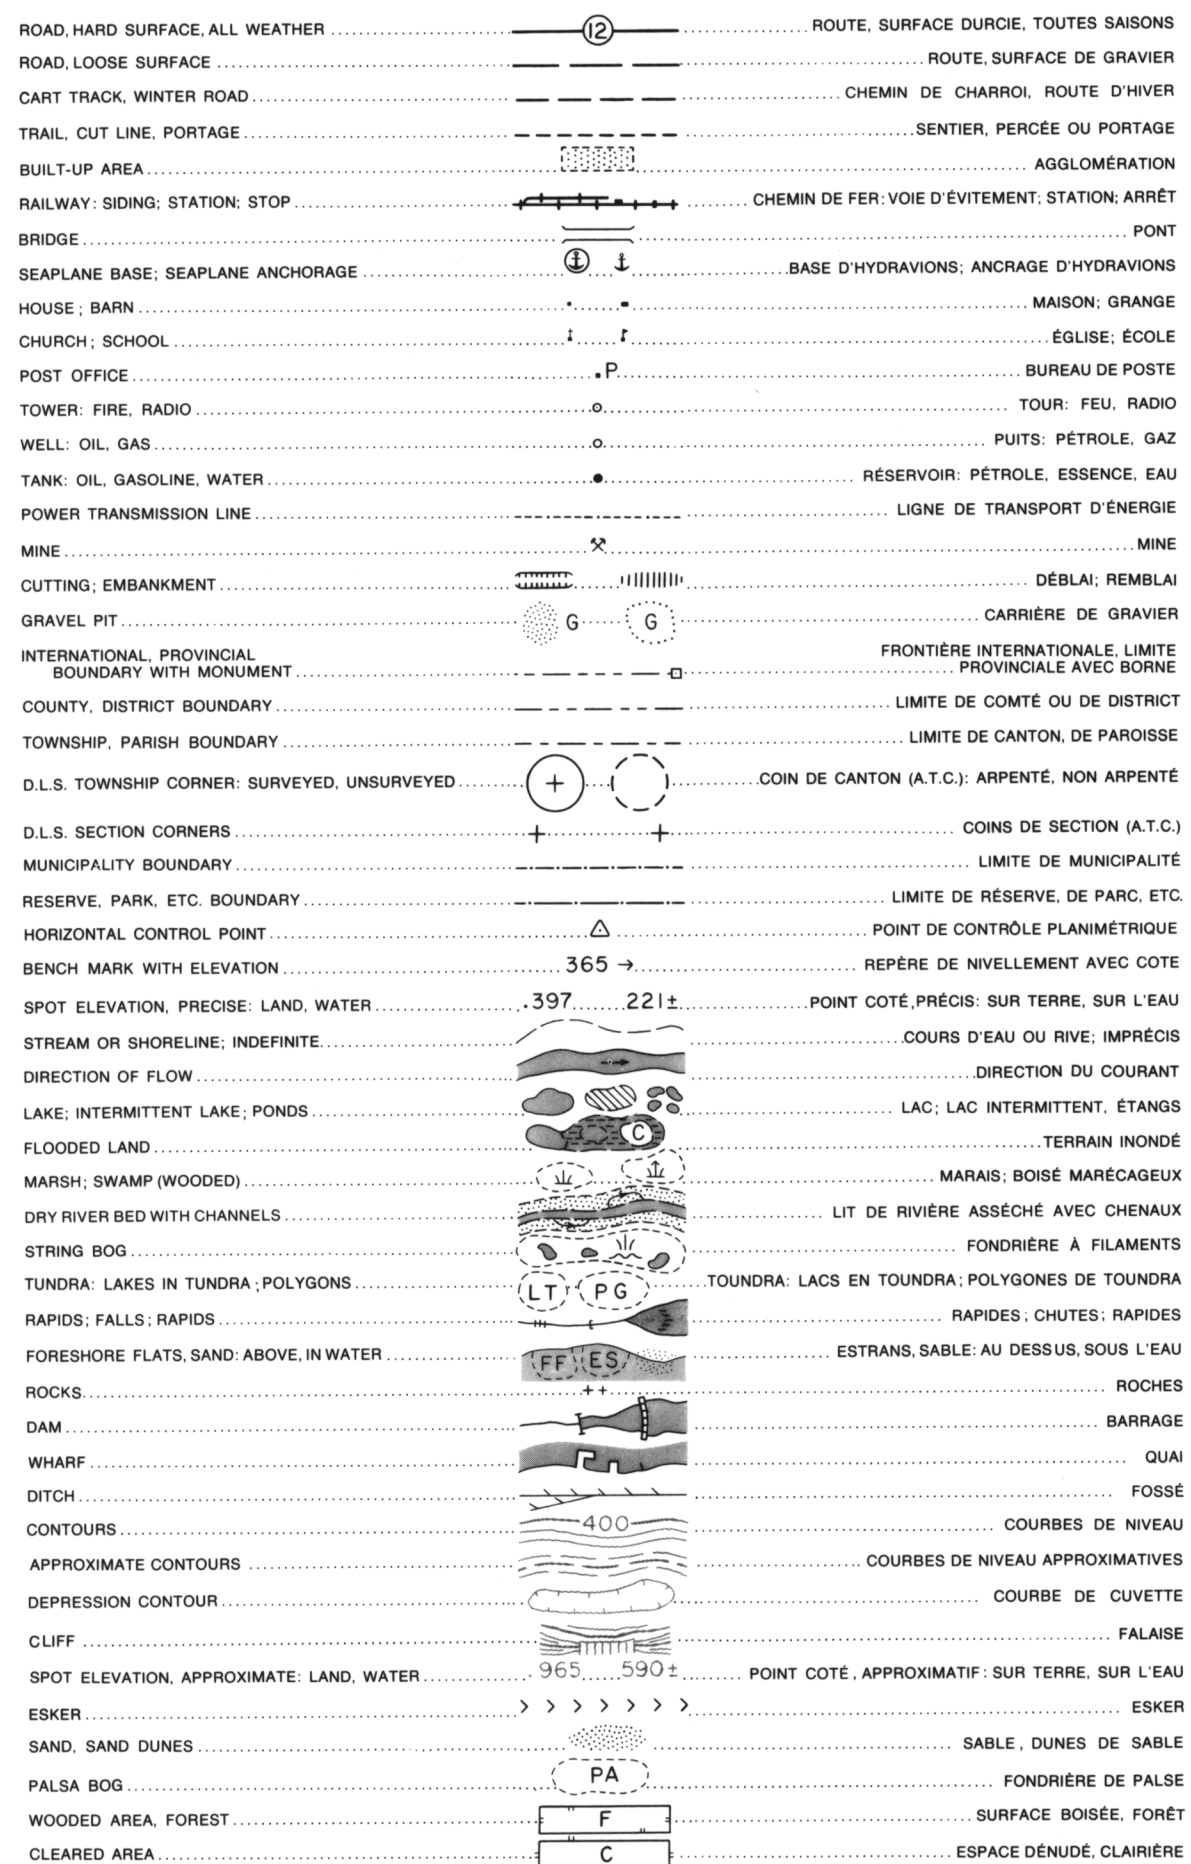 ROAD, HARD SURFACE, ALL WEATHER 12 ROUTE, SURFACE DURCIE, TOUTES SAISONS
ROAD, LOOSE SURFACE ROUTE, SURFACE DE GRAVIER
CART TRACK, WINTER ROAD CHEMIN DE CHARROI, ROUTE D'HIVER
TRAIL, CUT LINE, PORTAGE SENTIER, PERCÉE OU PORTAGE
BUILT-UP AREA AGGLOMÉRATION
RAILWAY: SIDING; STATION; STOP CHEMIN DE FER: VOIE D'ÉVITEMENT; STATION; ARRÊT
BRIDGE PONT
SEAPLANE BASE; SEAPLANE ANCHORAGE BASE D'HYDRAVIONS; ANCRAGE D'HYDRAVIONS
HOUSE; BARN MAISON; GRANGE
CHURCH; SCHOOL ÉGLISE; ÉCOLE
POST OFFICE P BUREAU DE POSTE
TOWER: FIRE, RADIO TOUR: FEU, RADIO
WELL: OIL, GAS PUITS: PÉTROLE, GAZ
TANK: OIL, GASOLINE, WATER RÉSERVOIR: PÉTROLE, ESSENCE, EAU
POWER TRANSMISSION LINE LIGNE DE TRANSPORT D'ÉNERGIE
MINE MINE
CUTTING; EMBANKMENT DÉBLAI; REMBLAI
GRAVEL PIT G G CARRIÈRE DE GRAVIER
INTERNATIONAL, PROVINCIAL FRONTIÈRE INTERNATIONALE, LIMITE
BOUNDARY WITH MONUMENT PROVINCIALE AVEC BORNE
COUNTY, DISTRICT BOUNDARY LIMITE DE COMTÉ OU DE DISTRICT
TOWNSHIP, PARISH BOUNDARY LIMITE DE CANTON, DE PAROISSE
D.L.S. TOWNSHIP CORNER: SURVEYED, UNSURVEYED COIN DE CANTON (A.T.C.): ARPENTÉ, NON ARPENTÉ
D.L.S. SECTION CORNERS COINS DE SECTION (A.T.C.)
MUNICIPALITY BOUNDARY LIMITE DE MUNICIPALITÉ
RESERVE, PARK, ETC. BOUNDARY LIMITE DE RÉSERVE, DE PARC, ETC.
HORIZONTAL CONTROL POINT POINT DE CONTRÔLE PLANIMÉTRIQUE
BENCH MARK WITH ELEVATION 365 → REPÈRE DE NIVELLEMENT AVEC COTE
SPOT ELEVATION, PRECISE: LAND, WATER .397 221± POINT COTÉ, PRÉCIS: SUR TERRE, SUR L'EAU
STREAM OR SHORELINE; INDEFINITE COURS D'EAU OU RIVE; IMPRÉCIS
DIRECTION OF FLOW DIRECTION DU COURANT
LAKE; INTERMITTENT LAKE; PONDS LAC; LAC INTERMITTENT, ÉTANGS
FLOODED LAND C TERRAIN INONDÉ
MARSH; SWAMP (WOODED) MARAIS; BOISÉ MARÉCAGEUX
DRY RIVER BED WITH CHANNELS LIT DE RIVIÈRE ASSÉCHÉ AVEC CHENAUX
STRING BOG FONDRIÈRE À FILAMENTS
TUNDRA: LAKES IN TUNDRA; POLYGONS LT PG TOUNDRA: LACS EN TOUNDRA; POLYGONES DE TOUNDRA
RAPIDS; FALLS; RAPIDS RAPIDES; CHUTES; RAPIDES
FORESHORE FLATS, SAND: ABOVE, IN WATER FF ES ESTRANS, SABLE: AU DESSUS, SOUS L'EAU
ROCKS ++ ROCHES
DAM BARRAGE
WHARF QUAI
DITCH FOSSÉ
CONTOURS 400 COURBES DE NIVEAU
APPROXIMATE CONTOURS COURBES DE NIVEAU APPROXIMATIVES
DEPRESSION CONTOUR COURBE DE CUVETTE
CLIFF FALAISE
SPOT ELEVATION, APPROXIMATE: LAND, WATER .965 590± POINT COTÉ, APPROXIMATIF: SUR TERRE, SUR L'EAU
ESKER ESKER
SAND, SAND DUNES SABLE, DUNES DE SABLE
PALSA BOG PA FONDRIÈRE DE PALSE
WOODED AREA, FOREST F SURFACE BOISÉE, FORÊT
CLEARED AREA C ESPACE DÉNUDÉ, CLAIRIÈRE